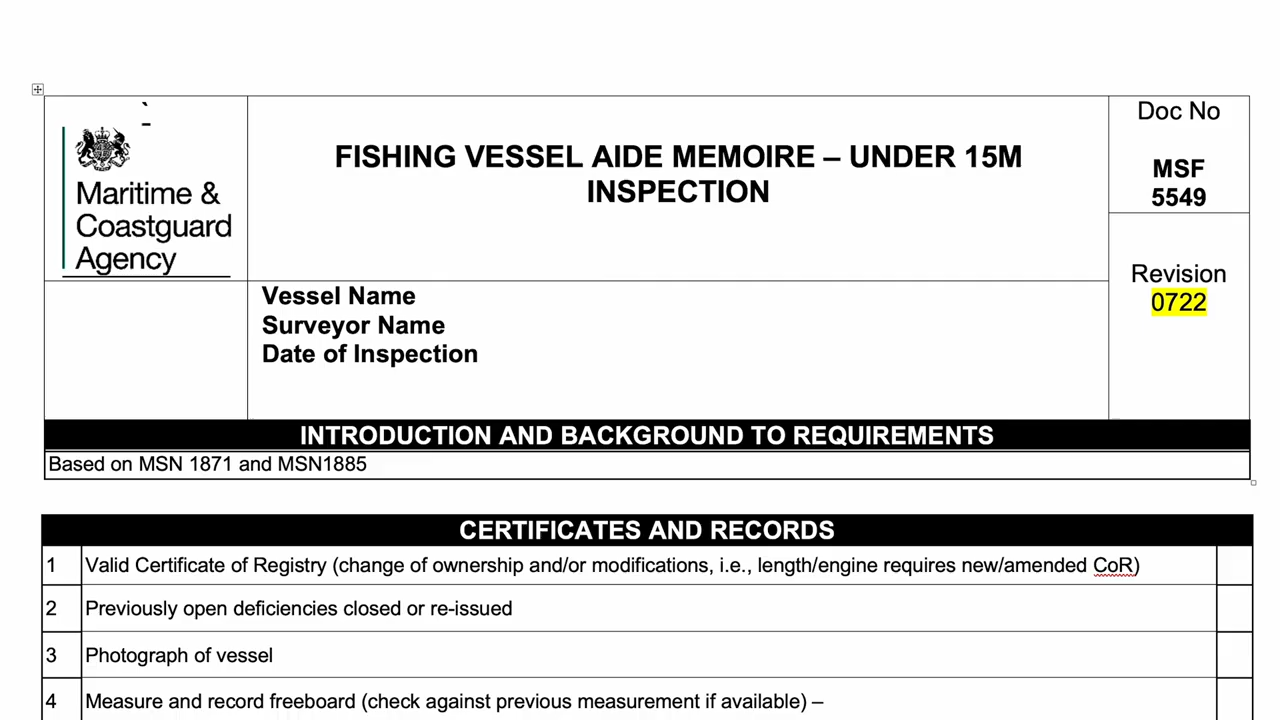 Maritime &
Coastguard
Agency
FISHING VESSEL AIDE MEMOIRE – UNDER 15M
INSPECTION
Doc No
MSF
5549
Revision
0722
Vessel Name
Surveyor Name
Date of Inspection
INTRODUCTION AND BACKGROUND TO REQUIREMENTS
Based on MSN 1871 and MSN1885
CERTIFICATES AND RECORDS
1 Valid Certificate of Registry (change of ownership and/or modifications, i.e., length/engine requires new/amended CoR)
2 Previously open deficiencies closed or re-issued
3 Photograph of vessel
4 Measure and record freeboard (check against previous measurement if available) –